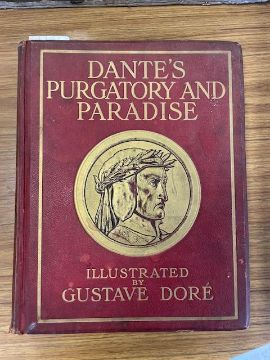 DANTE'S
PURGATORY AND
PARADISE
ILLUSTRATED
BY
GUSTAVE DORÉ